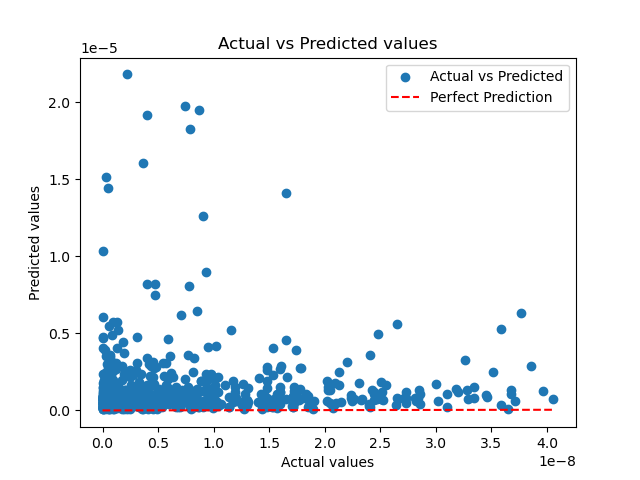 Actual vs Predicted values
1e−5
Actual vs Predicted
Perfect Prediction
2.0
1.5
1.0
0.5
0.0
Predicted values
0.0 0.5 1.0 1.5 2.0 2.5 3.0 3.5 4.0
Actual values
1e−8